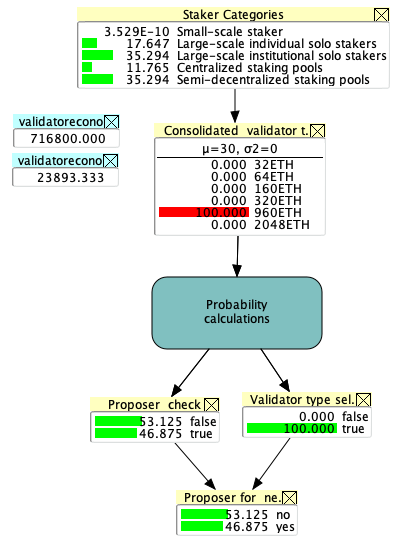 Staker Categories
3.529E-10 Small-scale staker
17.647 Large-scale individual solo stakers
35.294 Large-scale institutional solo stakers
11.765 Centralized staking pools
35.294 Semi-decentralized staking pools
validatorecono
716800.000
validatorecono
23893.333
Consolidated validator t.
μ=30, σ2=0
0.000 32ETH
0.000 64ETH
0.000 160ETH
0.000 320ETH
100.000 960ETH
0.000 2048ETH
Probability
calculations
Proposer check
53.125 false
46.875 true
Validator type sel.
0.000 false
100.000 true
Proposer for ne.
53.125 no
46.875 yes